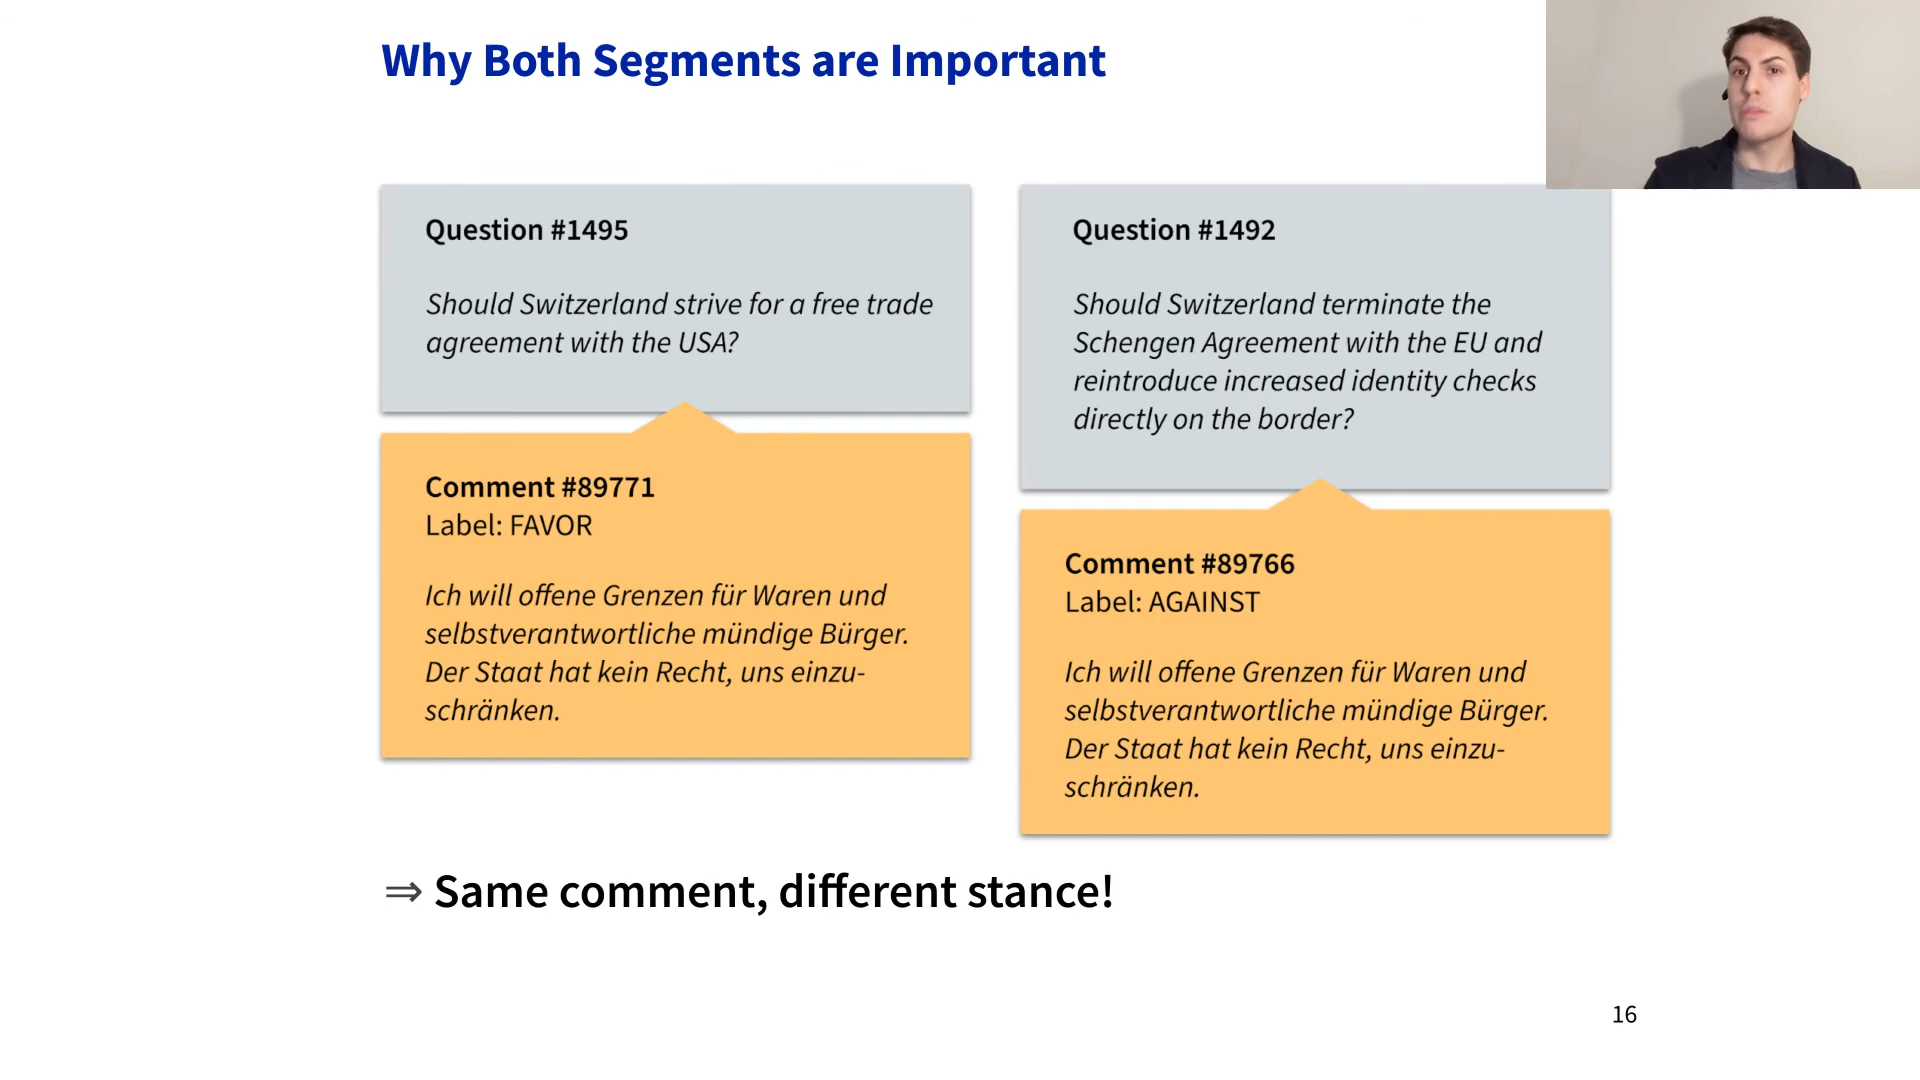 Why Both Segments are Important
Question #1495
Should Switzerland strive for a free trade
agreement with the USA?
Comment #89771
Label: FAVOR
Ich will offene Grenzen für Waren und
selbstverantwortliche mündige Bürger.
Der Staat hat kein Recht, uns einzu-
schränken.
Question #1492
Should Switzerland terminate the
Schengen Agreement with the EU and
reintroduce increased identity checks
directly on the border?
Comment #89766
Label: AGAINST
Ich will offene Grenzen für Waren und
selbstverantwortliche mündige Bürger.
Der Staat hat kein Recht, uns einzu-
schränken.
⇒ Same comment, different stance!
16